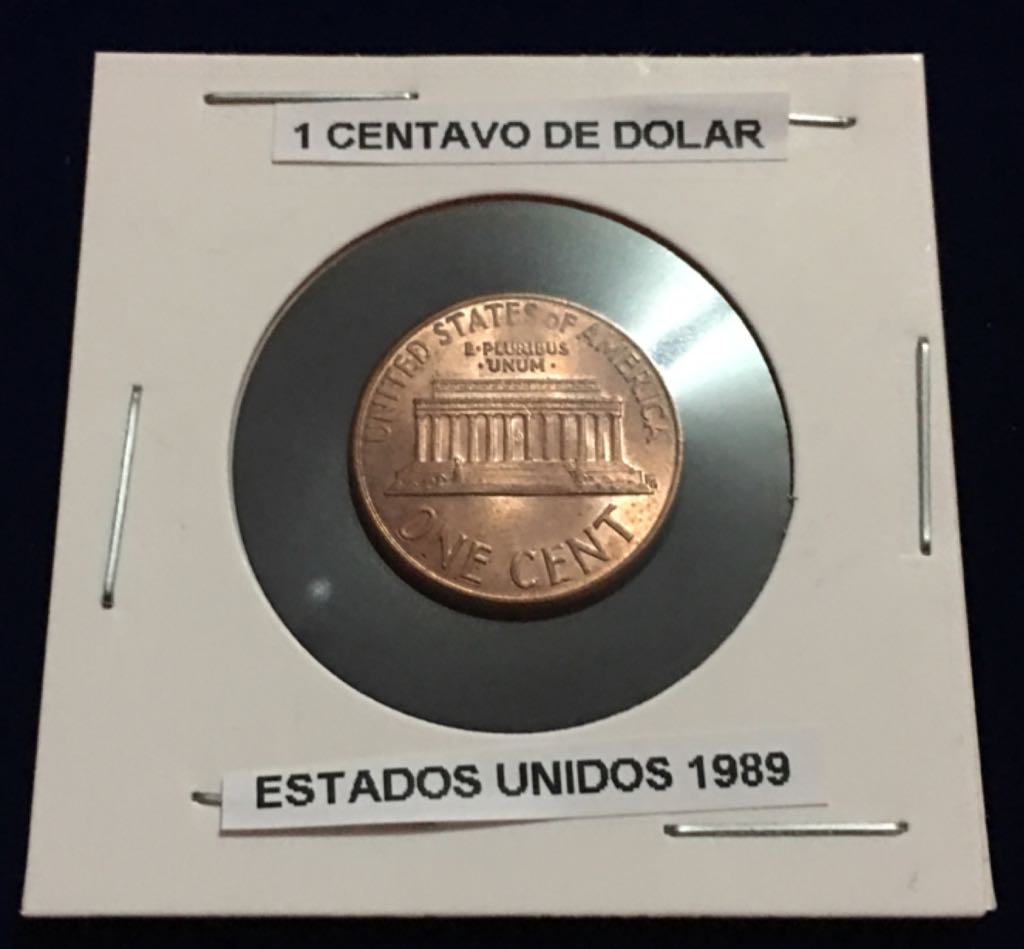 1 CENTAVO DE DOLAR
UNITED STATES OF AMERICA
E·PLURIBUS
·UNUM·
ONE CENT
ESTADOS UNIDOS 1989